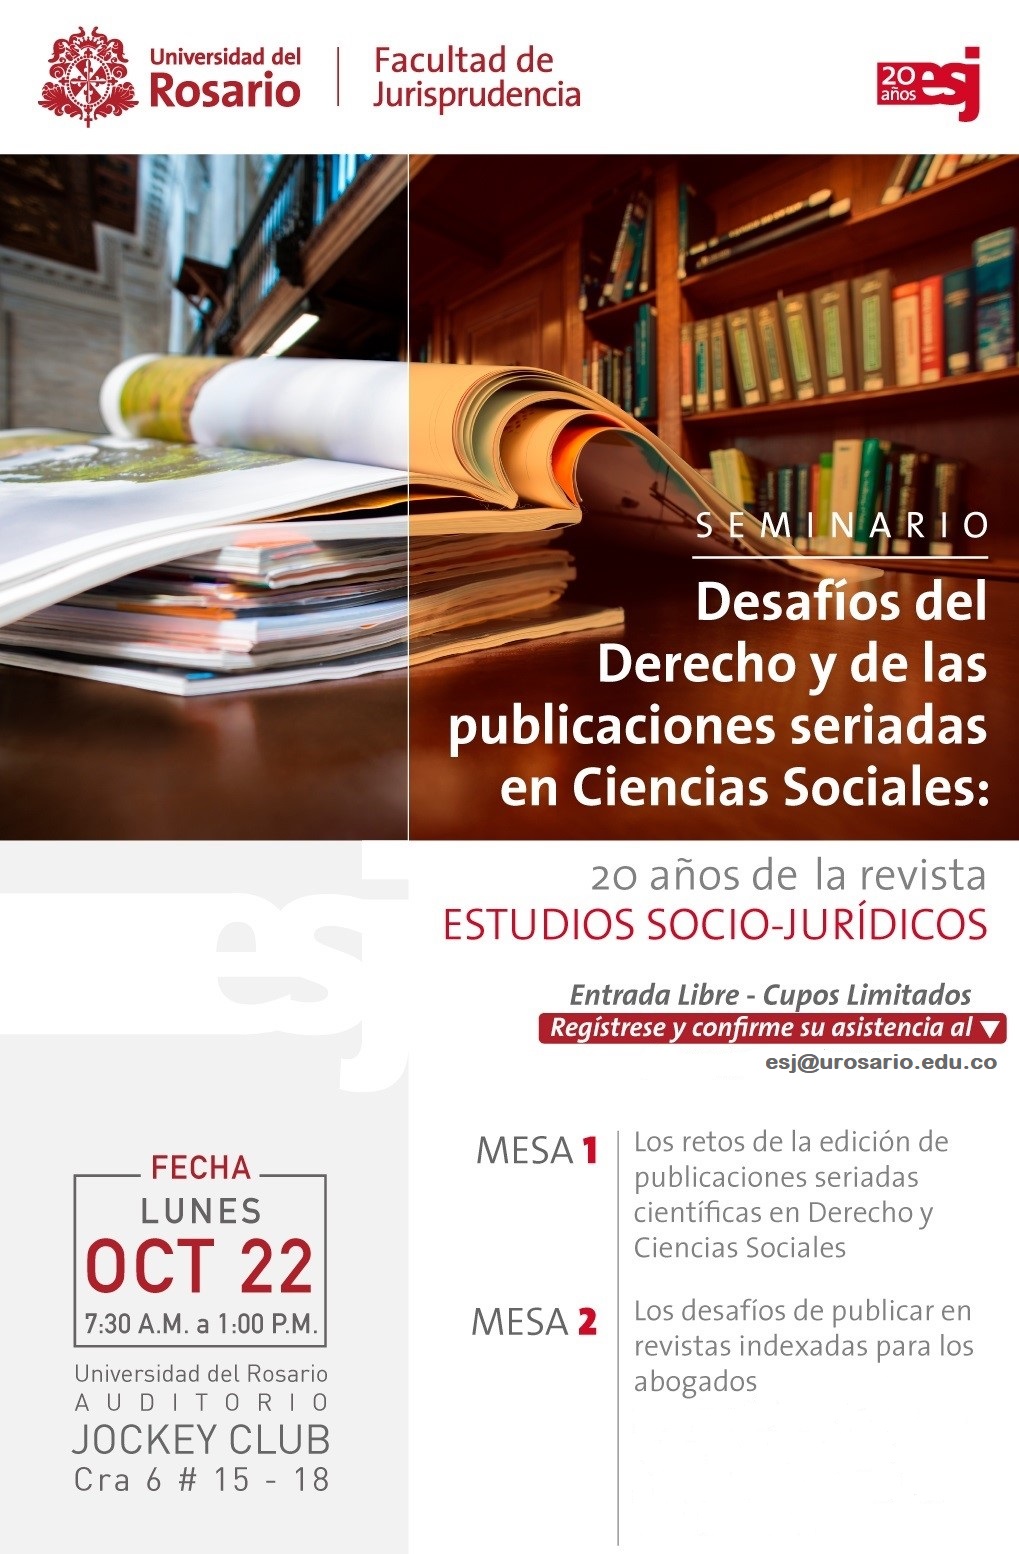 Universidad del
Rosario
Facultad de
Jurisprudencia
20
años
esj
SEMINARIO
Desafíos del
Derecho y de las
publicaciones seriadas
en Ciencias Sociales:
20 años de la revista
ESTUDIOS SOCIO-JURÍDICOS
Entrada Libre - Cupos Limitados
Regístrese y confirme su asistencia al
esj@urosario.edu.co
esj
MESA 1
Los retos de la edición de
publicaciones seriadas
científicas en Derecho y
Ciencias Sociales
MESA 2
Los desafíos de publicar en
revistas indexadas para los
abogados
FECHA
LUNES
OCT 22
7:30 A.M. a 1:00 P.M.
Universidad del Rosario
AUDITORIO
JOCKEY CLUB
Cra 6 # 15 - 18